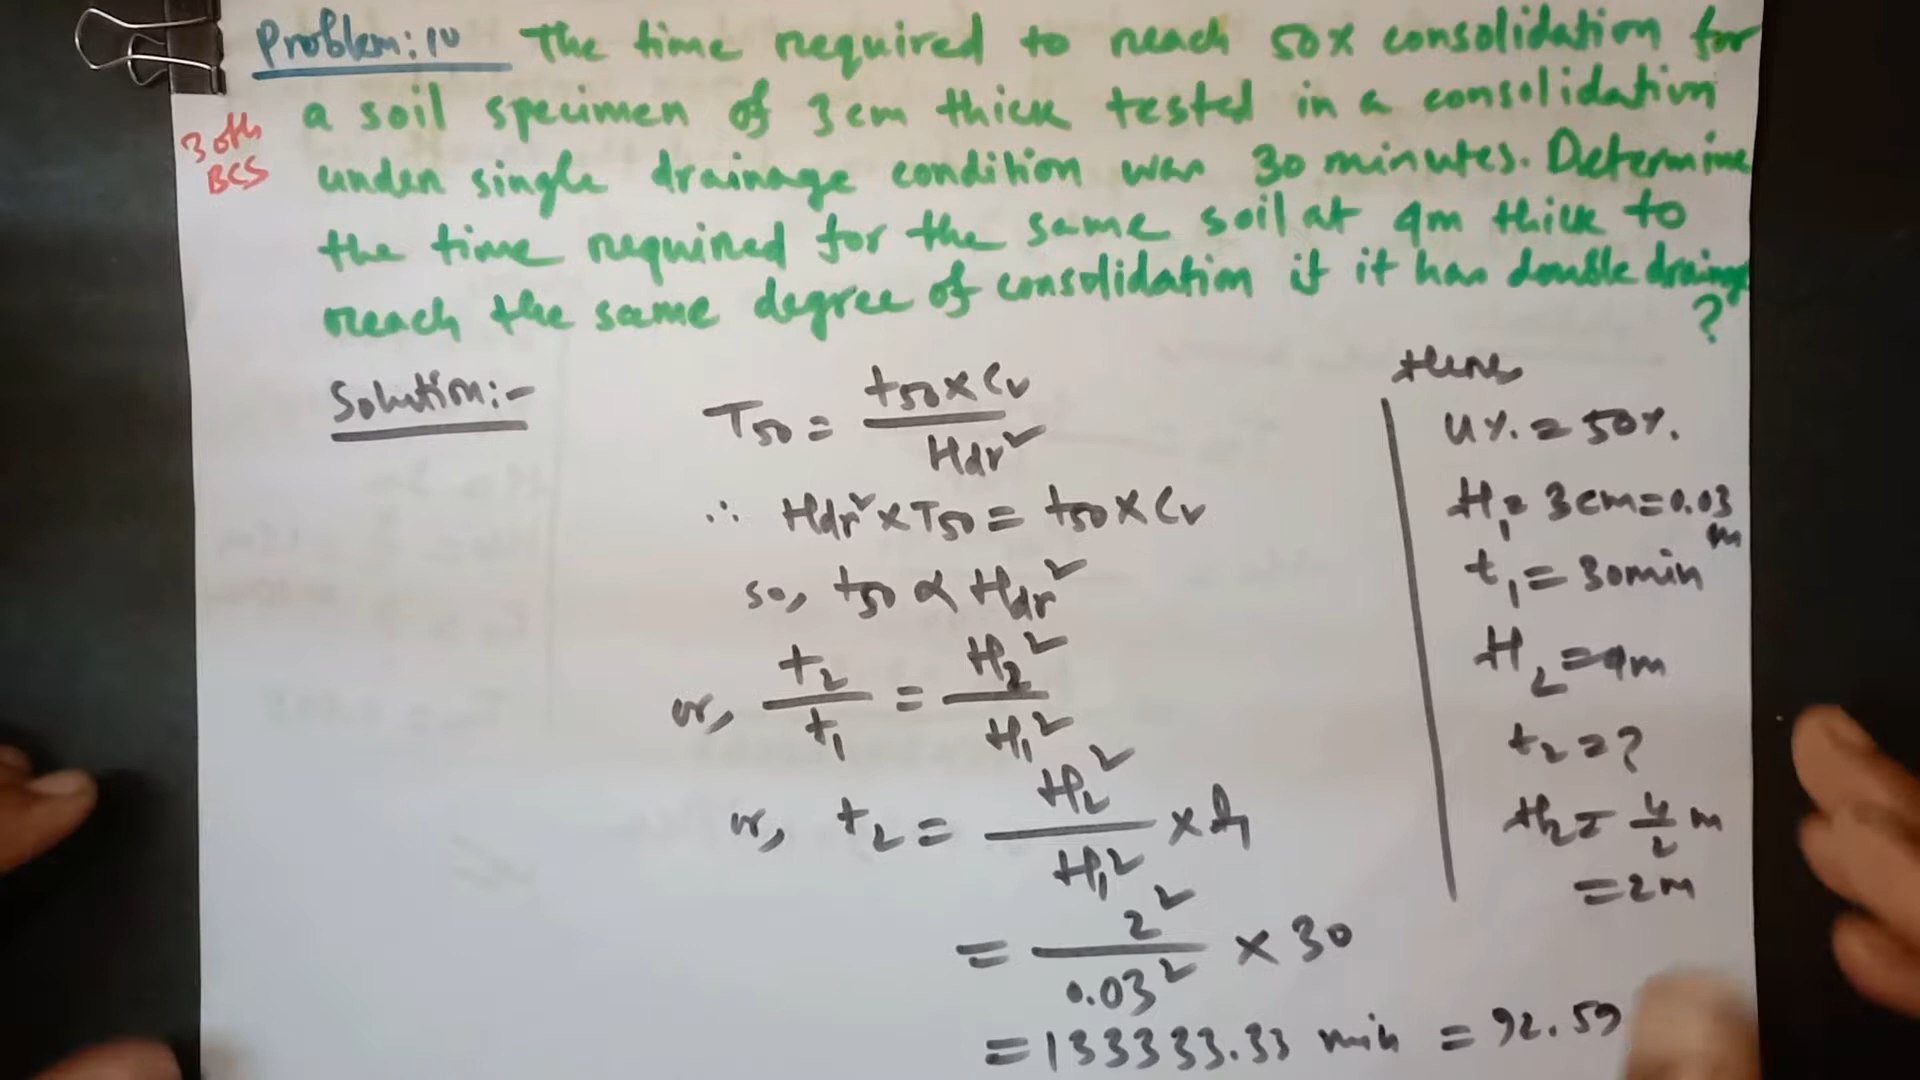 Problem: 10 The time required to reach 50% consolidation for
30th BCS
a soil specimen of 3cm thick tested in a consolidation
under single drainage condition was 30 minutes. Determine
the time required for the same soil at 4m thick to
reach the same degree of consolidation if it has double drainage
?
Solution:-
T50 = t50 × Cv / Hdr²
∴ Hdr² × T50 = t50 × Cv
so, t50 ∝ Hdr²
or, t2 / t1 = H2² / H1²
or, t2 = H2² / H1² × t1
= 2² / 0.03² × 30
= 133333.33 min = 92.59
Here
U% = 50%.
H1 = 3cm = 0.03 m
t1 = 30min
H2 = 4m
t2 = ?
H2 = 4/2 m
= 2m